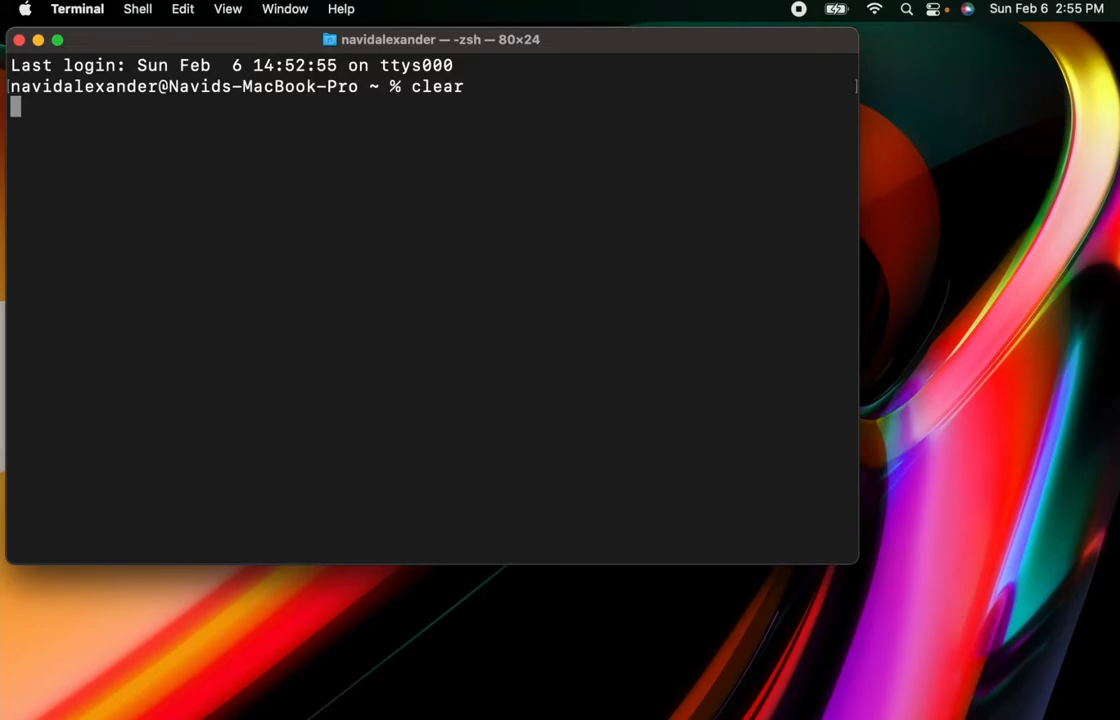 Terminal Shell Edit View Window Help Sun Feb 6 2:55 PM
navidalexander — -zsh — 80×24
Last login: Sun Feb  6 14:52:55 on ttys000
navidalexander@Navids-MacBook-Pro ~ % clear